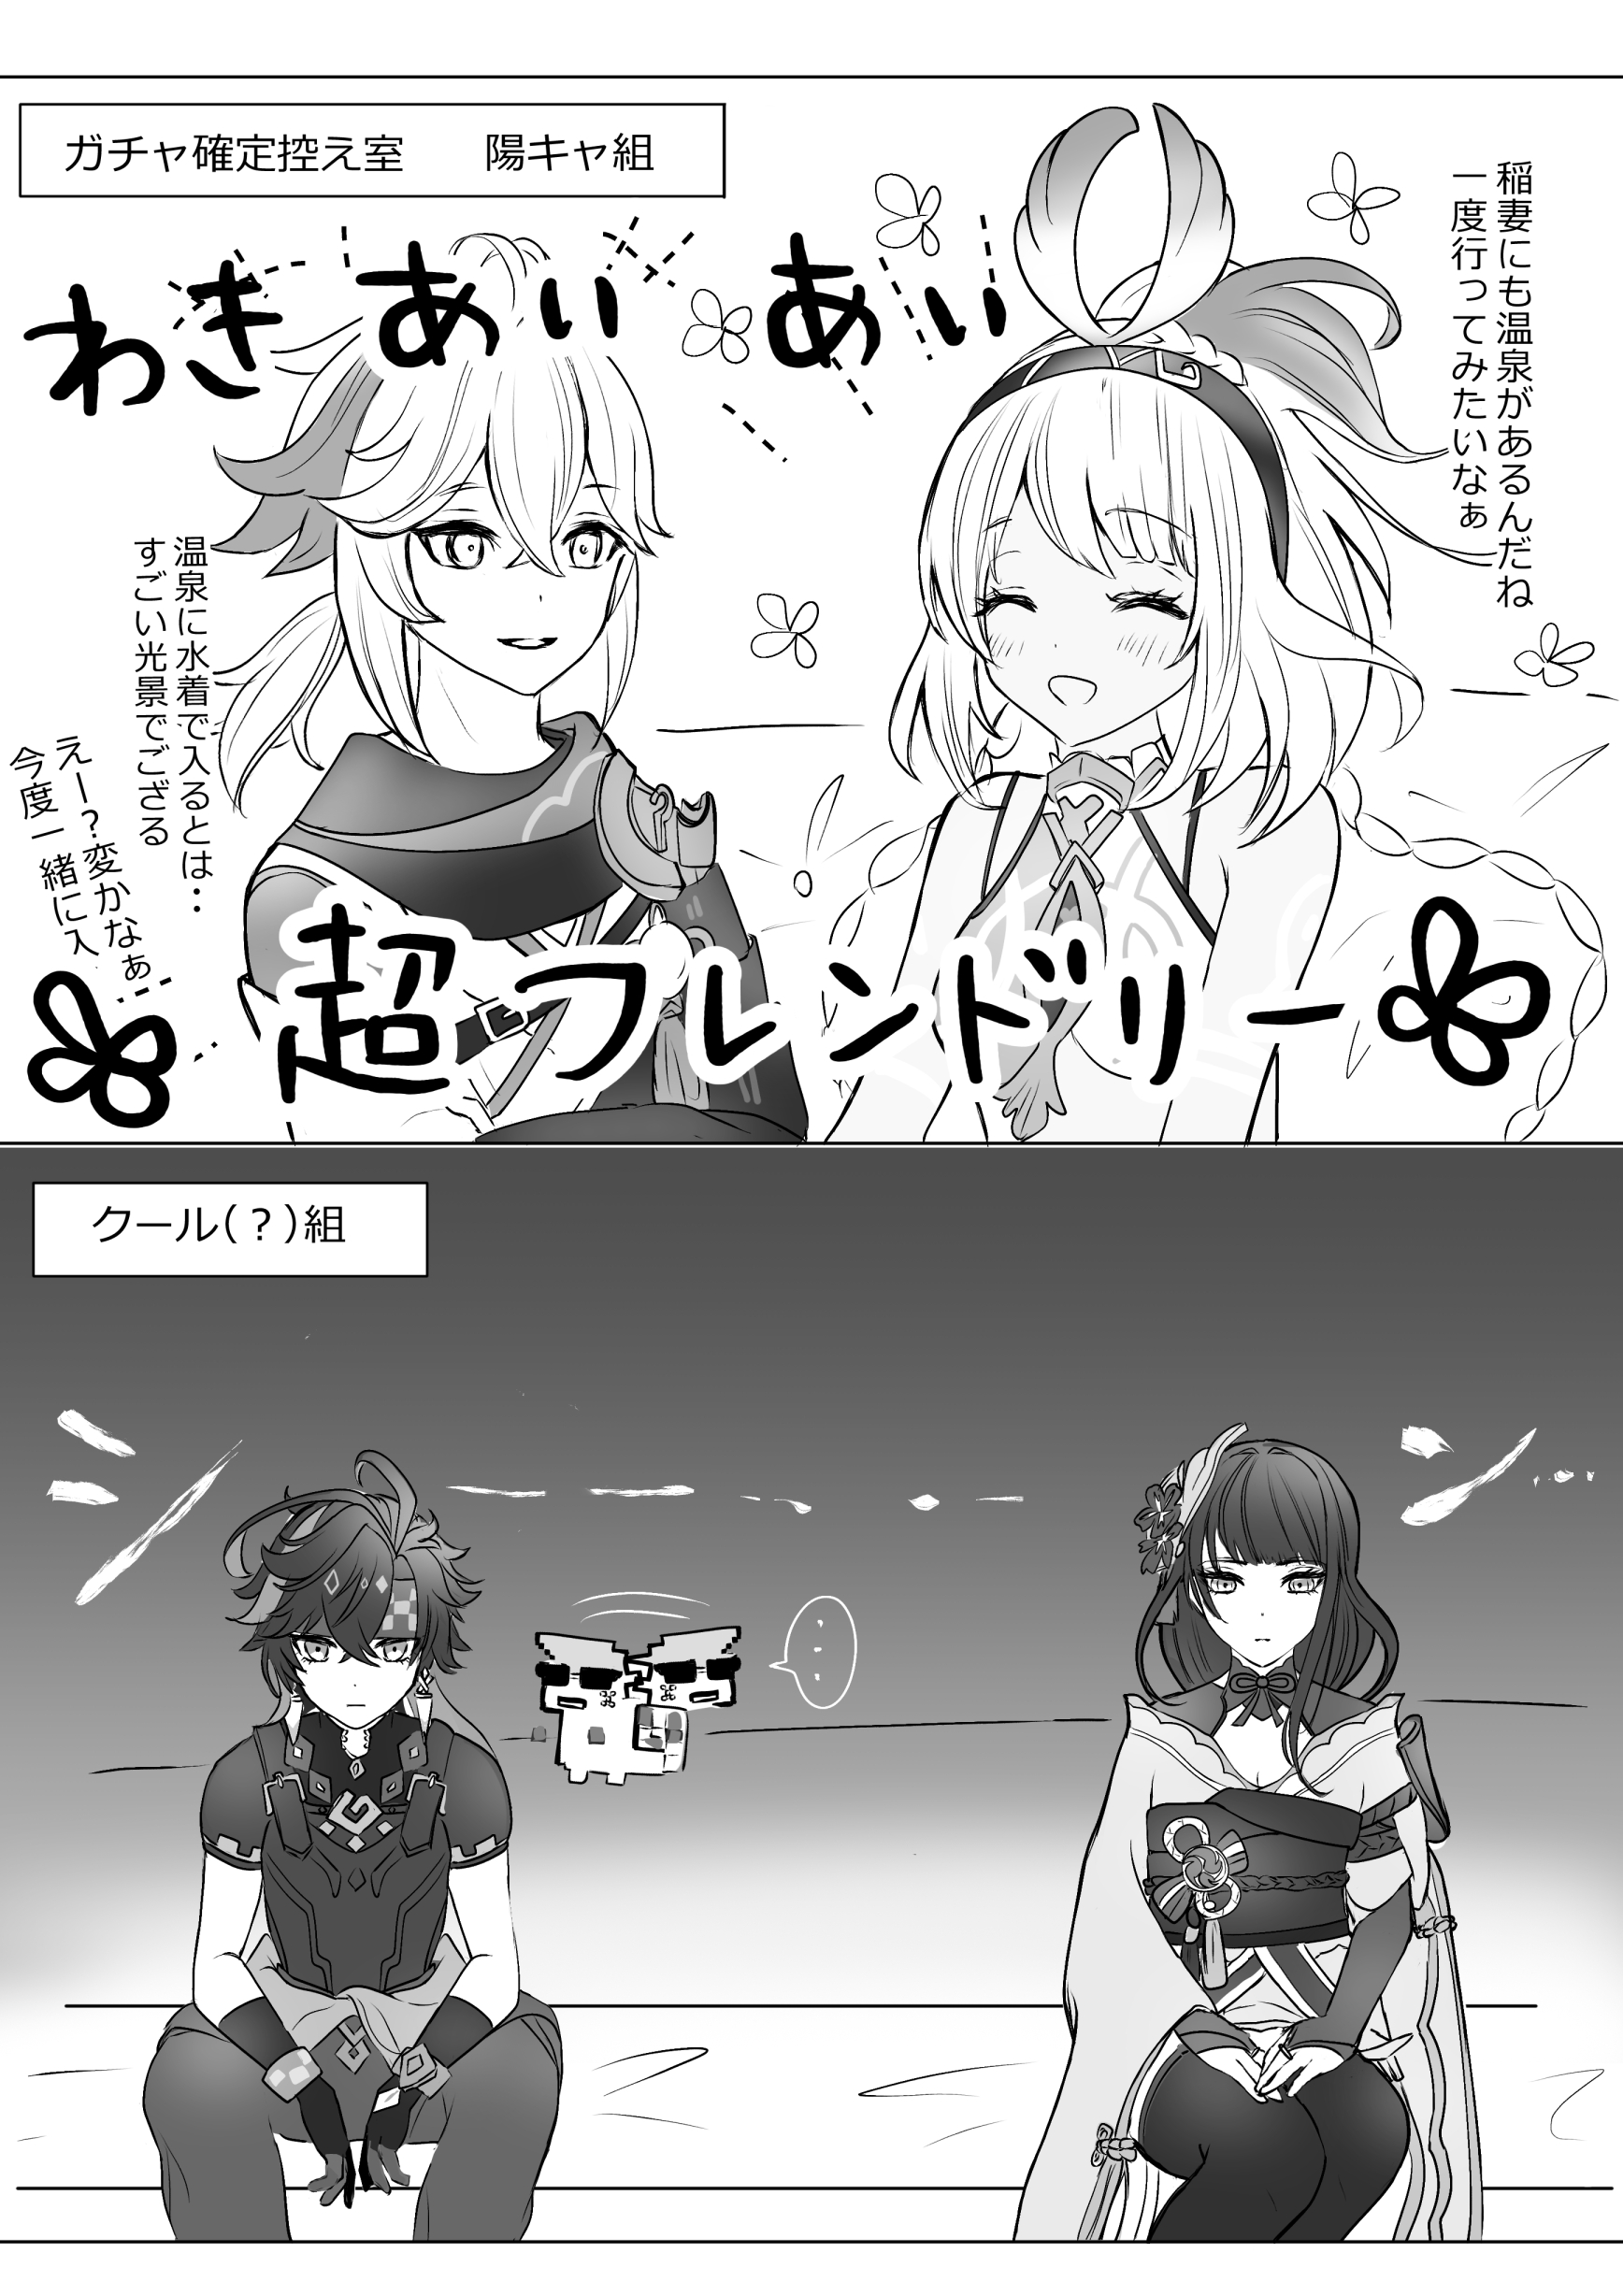 ガチャ確定控え室　　陽キャ組
わきあいあい
稲妻にも温泉があるんだね
一度行ってみたいなぁ
温泉に水着で入るとは‥
すごい光景でござる
えー？変かなぁ
今度一緒に入
超フレンドリー
クール(？)組
シーーン
…